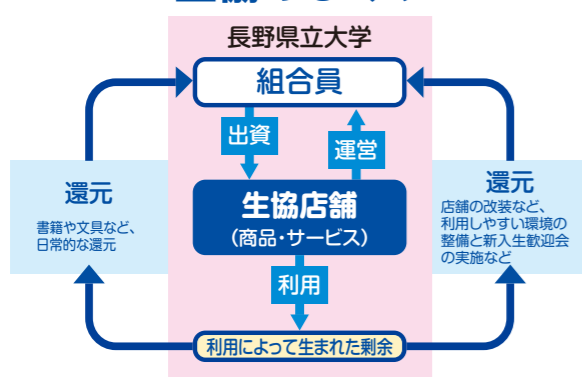 長野県立大学
組合員
出資
運営
還元
書籍や文具など、
日常的な還元
生協店舗
（商品・サービス）
還元
店舗の改装など、
利用しやすい環境の
整備と新入生歓迎会
の実施など
利用
利用によって生まれた剰余